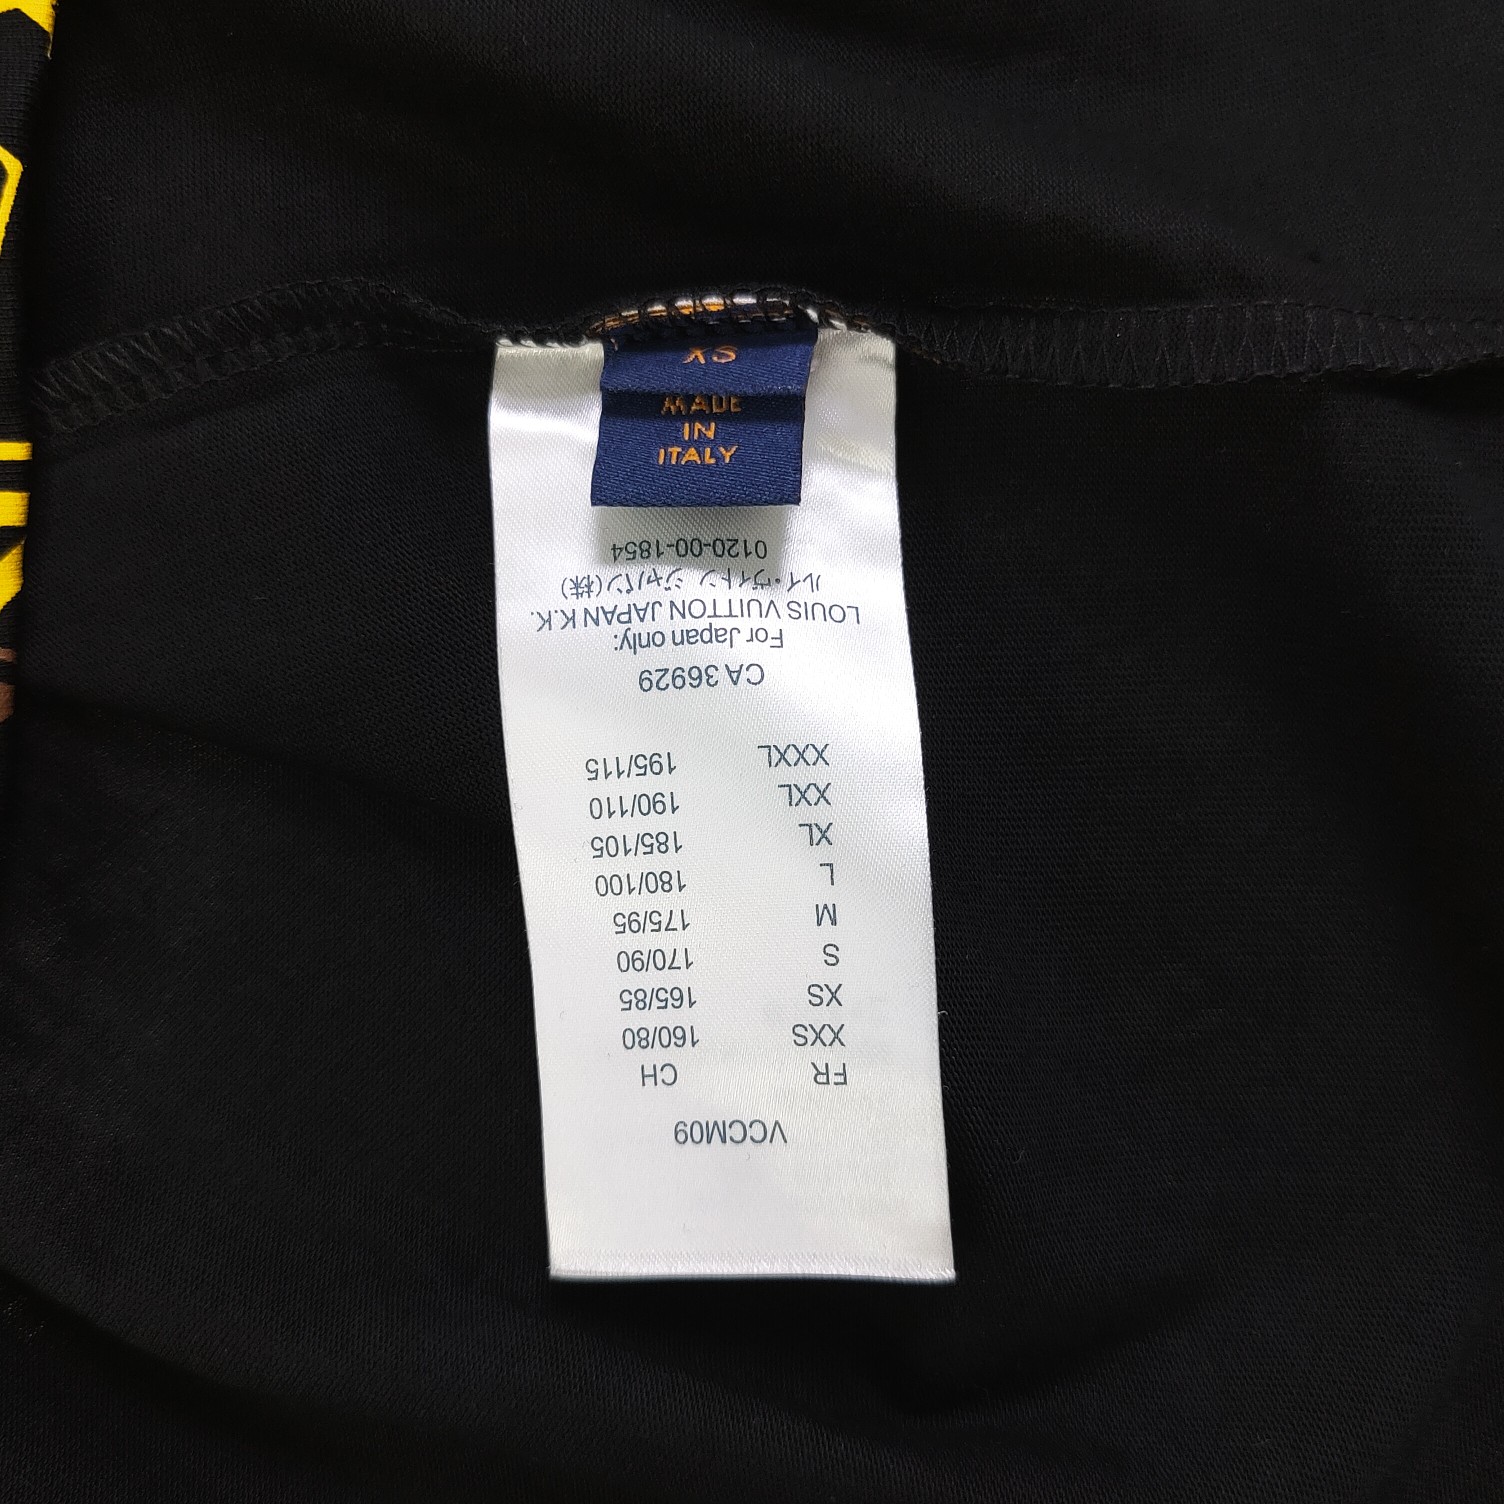 XS
MADE
IN
ITALY
VCCM09
FR CH
XXS 160/80
XS 165/85
S 170/90
M 175/95
L 180/100
XL 185/105
XXL 190/110
XXXL 195/115
CA 36929
For Japan only:
LOUIS VUITTON JAPAN K.K.
ルイ・ヴィトン ジャパン(株)
0120-00-1854